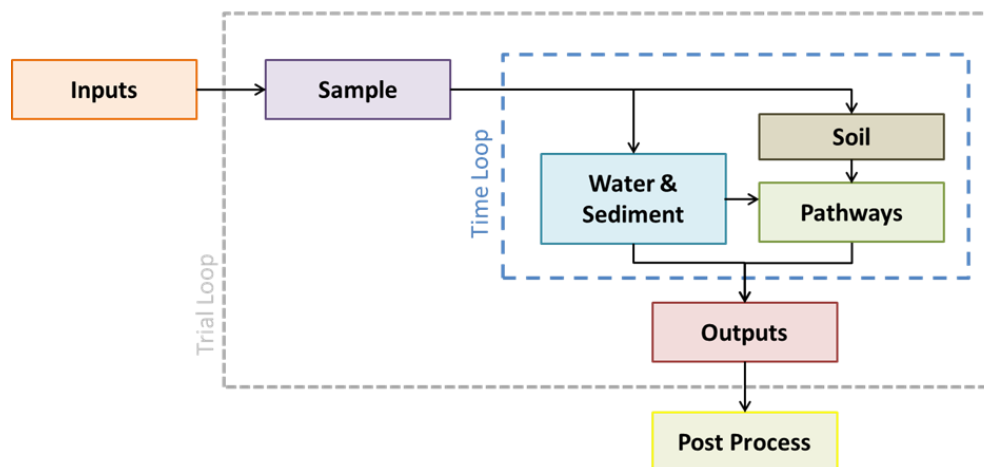 Inputs
Sample
Soil
Water &
Sediment
Pathways
Time Loop
Trial Loop
Outputs
Post Process